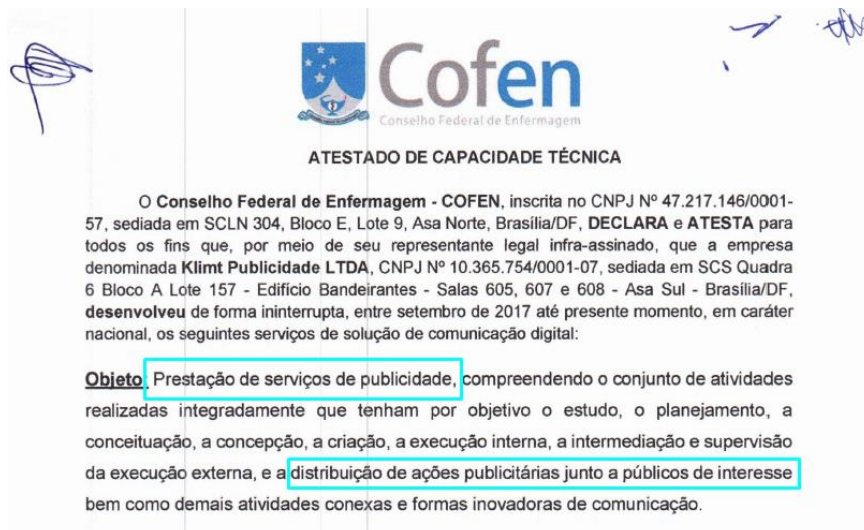 Cofen
Conselho Federal de Enfermagem
ATESTADO DE CAPACIDADE TÉCNICA
O Conselho Federal de Enfermagem - COFEN, inscrita no CNPJ Nº 47.217.146/0001-
57, sediada em SCLN 304, Bloco E, Lote 9, Asa Norte, Brasília/DF, DECLARA e ATESTA para
todos os fins que, por meio de seu representante legal infra-assinado, que a empresa
denominada Klimt Publicidade LTDA, CNPJ Nº 10.365.754/0001-07, sediada em SCS Quadra
6 Bloco A Lote 157 - Edifício Bandeirantes - Salas 605, 607 e 608 - Asa Sul - Brasília/DF,
desenvolveu de forma ininterrupta, entre setembro de 2017 até presente momento, em caráter
nacional, os seguintes serviços de solução de comunicação digital:
Objeto: Prestação de serviços de publicidade, compreendendo o conjunto de atividades
realizadas integradamente que tenham por objetivo o estudo, o planejamento, a
conceituação, a concepção, a criação, a execução interna, a intermediação e supervisão
da execução externa, e a distribuição de ações publicitárias junto a públicos de interesse
bem como demais atividades conexas e formas inovadoras de comunicação.